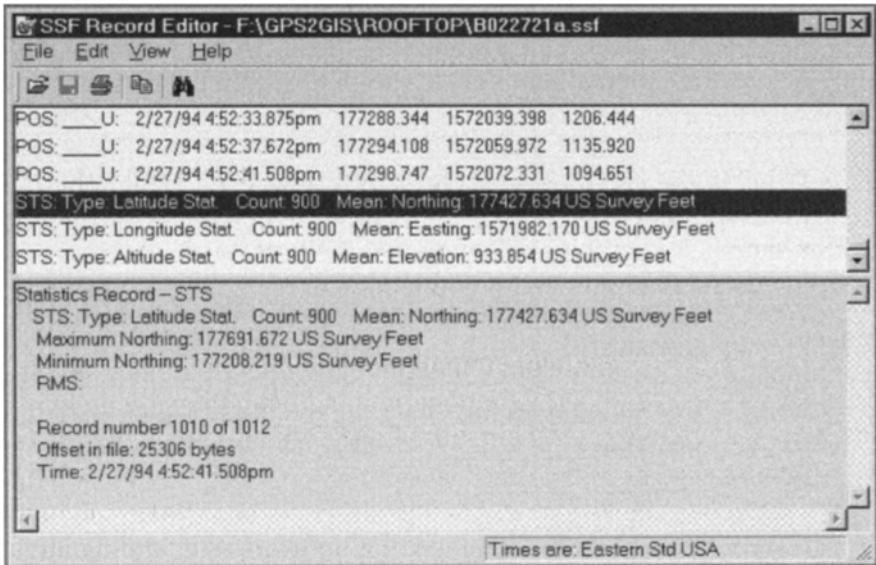 SSF Record Editor - F:\GPS2GIS\ROOFTOP\B022721a.ssf
File Edit View Help
POS: ____U: 2/27/94 4:52:33.875pm 177288.344 1572039.398 1206.444
POS: ____U: 2/27/94 4:52:37.672pm 177294.108 1572059.972 1135.920
POS: ____U: 2/27/94 4:52:41.508pm 177298.747 1572072.331 1094.651
STS: Type: Latitude Stat. Count: 900 Mean: Northing: 177427.634 US Survey Feet
STS: Type: Longitude Stat. Count: 900 Mean: Easting: 1571982.170 US Survey Feet
STS: Type: Altitude Stat. Count: 900 Mean: Elevation: 933.854 US Survey Feet
Statistics Record -- STS
STS: Type: Latitude Stat. Count: 900 Mean: Northing: 177427.634 US Survey Feet
Maximum Northing: 177691.672 US Survey Feet
Minimum Northing: 177208.219 US Survey Feet
RMS:
Record number 1010 of 1012
Offset in file: 25306 bytes
Time: 2/27/94 4:52:41.508pm
Times are: Eastern Std USA